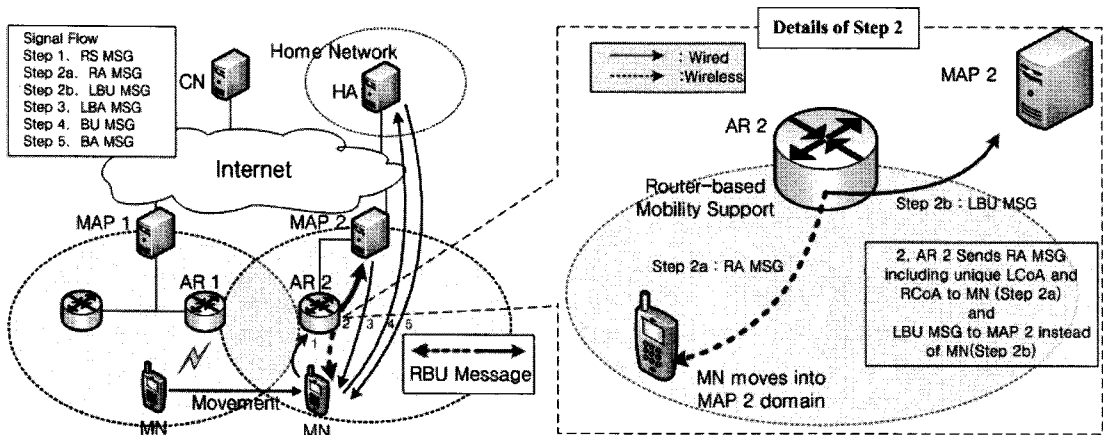 Signal Flow
Step 1. RS MSG
Step 2a. RA MSG
Step 2b. LBU MSG
Step 3. LBA MSG
Step 4. BU MSG
Step 5. BA MSG
CN
Home Network
HA
Internet
MAP 1
MAP 2
AR 1
AR 2
1
2
3
4
5
RBU Message
Movement
MN
MN
Details of Step 2
: Wired
:Wireless
MAP 2
AR 2
Router-based
Mobility Support
Step 2b : LBU MSG
Step 2a : RA MSG
2, AR 2 Sends RA MSG
including unique LCoA and
RCoA to MN (Step 2a)
and
LBU MSG to MAP 2 instead
of MN(Step 2b)
MN moves into
MAP 2 domain